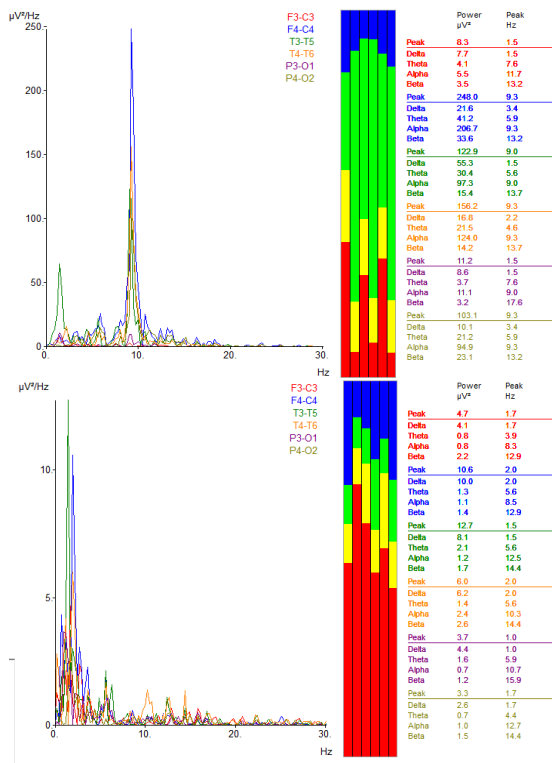 µV²/Hz
F3-C3
F4-C4
T3-T5
T4-T6
P3-O1
P4-O2
250.
200.
150.
100.
50.
0.
0.
10.
20.
30.
Hz
Power Peak
µV² Hz
Peak 8.3 1.5
Delta 7.7 1.5
Theta 4.1 7.6
Alpha 5.5 11.7
Beta 3.5 13.2
Peak 248.0 9.3
Delta 21.6 3.4
Theta 41.2 5.9
Alpha 206.7 9.3
Beta 33.6 13.2
Peak 122.9 9.0
Delta 55.3 1.5
Theta 30.4 5.6
Alpha 97.3 9.0
Beta 15.4 13.7
Peak 156.2 9.3
Delta 16.8 2.2
Theta 21.5 4.6
Alpha 124.0 9.3
Beta 14.2 13.7
Peak 11.2 1.5
Delta 8.6 1.5
Theta 3.7 7.6
Alpha 11.1 9.0
Beta 3.2 17.6
Peak 103.1 9.3
Delta 10.1 3.4
Theta 21.2 5.9
Alpha 94.9 9.3
Beta 23.1 13.2
µV²/Hz
F3-C3
F4-C4
T3-T5
T4-T6
P3-O1
P4-O2
10.
5.
0.
0.
10.
20.
30.
Hz
Power Peak
µV² Hz
Peak 4.7 1.7
Delta 4.1 1.7
Theta 0.8 3.9
Alpha 0.8 8.3
Beta 2.2 12.9
Peak 10.6 2.0
Delta 10.0 2.0
Theta 1.3 5.6
Alpha 1.1 8.5
Beta 1.4 12.9
Peak 12.7 1.5
Delta 8.1 1.5
Theta 2.1 5.6
Alpha 1.2 12.5
Beta 1.7 14.4
Peak 6.0 2.0
Delta 6.2 2.0
Theta 1.4 5.6
Alpha 2.4 10.3
Beta 2.6 14.4
Peak 3.7 1.0
Delta 4.4 1.0
Theta 1.6 5.9
Alpha 0.7 10.7
Beta 1.2 15.9
Peak 3.3 1.7
Delta 2.6 1.7
Theta 0.7 4.4
Alpha 1.0 12.7
Beta 1.5 14.4